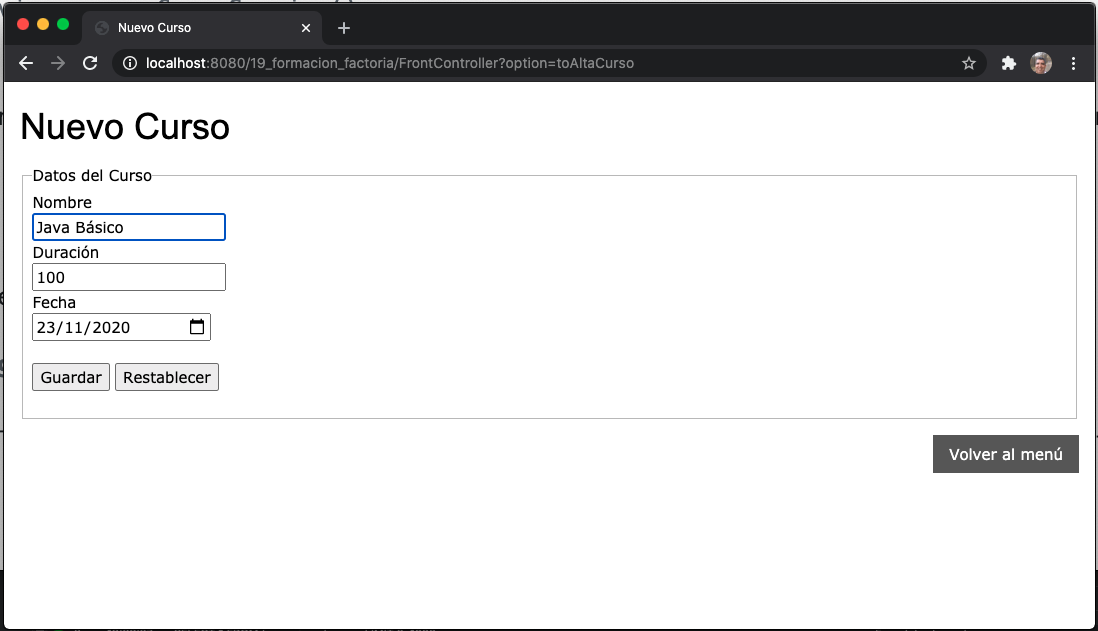 Nuevo Curso
localhost:8080/19_formacion_factoria/FrontController?option=toAltaCurso
Nuevo Curso
Datos del Curso
Nombre
Java Básico
Duración
100
Fecha
23/11/2020
Guardar Restablecer
Volver al menú